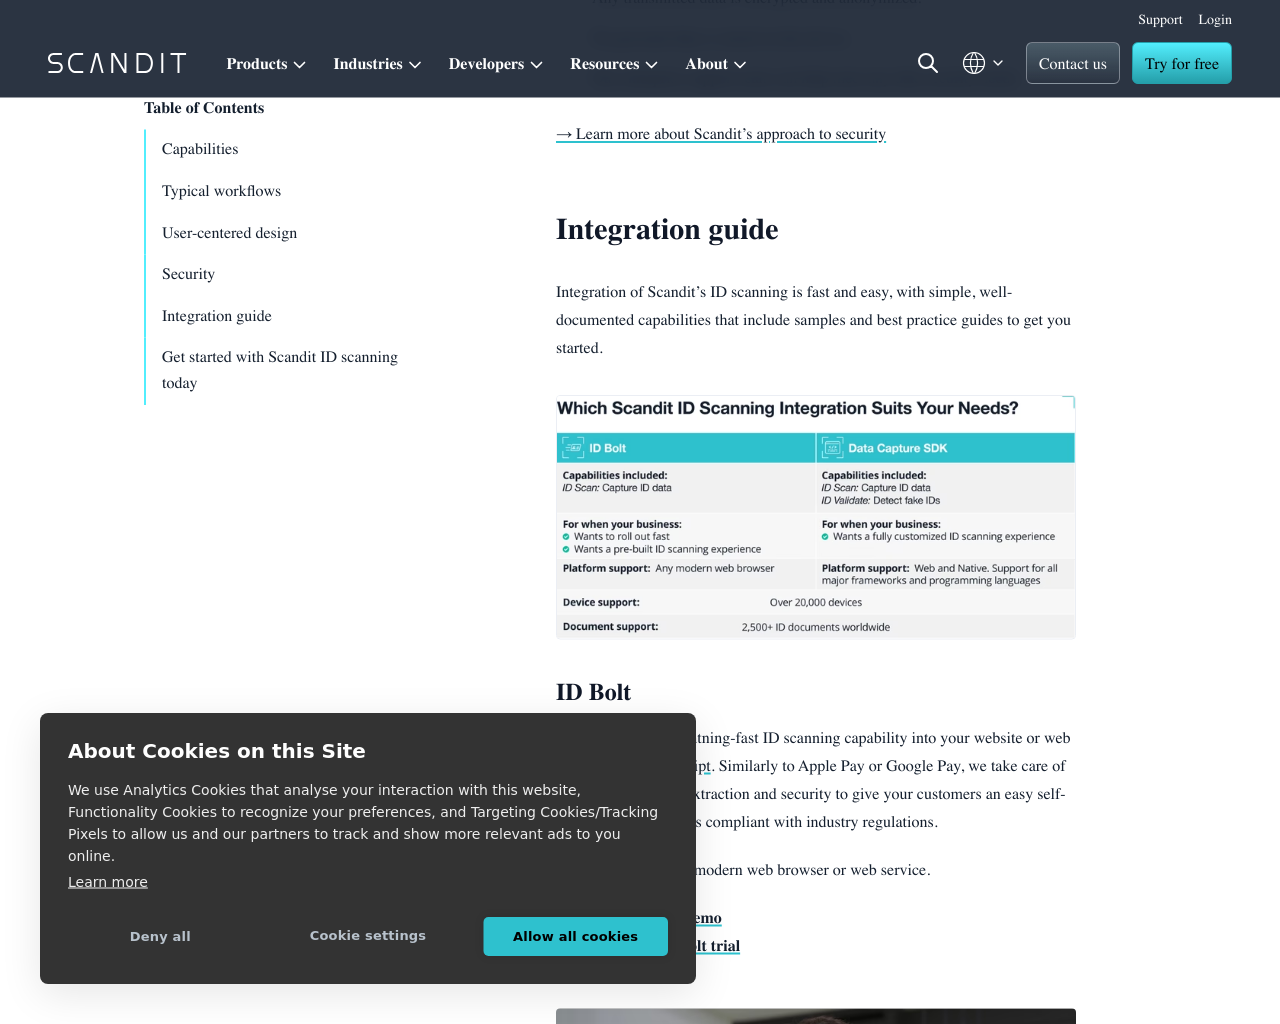 Support Login
SCANDIT Products Industries Developers Resources About Contact us Try for free
Table of Contents
Capabilities
Typical workflows
User-centered design
Security
Integration guide
Get started with Scandit ID scanning
today
→ Learn more about Scandit's approach to security
Integration guide
Integration of Scandit's ID scanning is fast and easy, with simple, well-
documented capabilities that include samples and best practice guides to get you
started.
Which Scandit ID Scanning Integration Suits Your Needs?
ID Bolt Data Capture SDK
Capabilities included: Capabilities included:
ID Scan: Capture ID data ID Scan: Capture ID data
ID Validate: Detect fake IDs
For when your business: For when your business:
Wants to roll out fast Wants a fully customized ID scanning experience
Wants a pre-built ID scanning experience
Platform support: Any modern web browser Platform support: Web and Native. Support for all
major frameworks and programming languages
Device support: Over 20,000 devices
Document support: 2,500+ ID documents worldwide
ID Bolt
ning-fast ID scanning capability into your website or web
ipt. Similarly to Apple Pay or Google Pay, we take care of
traction and security to give your customers an easy self-
s compliant with industry regulations.
modern web browser or web service.
emo
lt trial
About Cookies on this Site
We use Analytics Cookies that analyse your interaction with this website,
Functionality Cookies to recognize your preferences, and Targeting Cookies/Tracking
Pixels to allow us and our partners to track and show more relevant ads to you
online.
Learn more
Deny all Cookie settings Allow all cookies